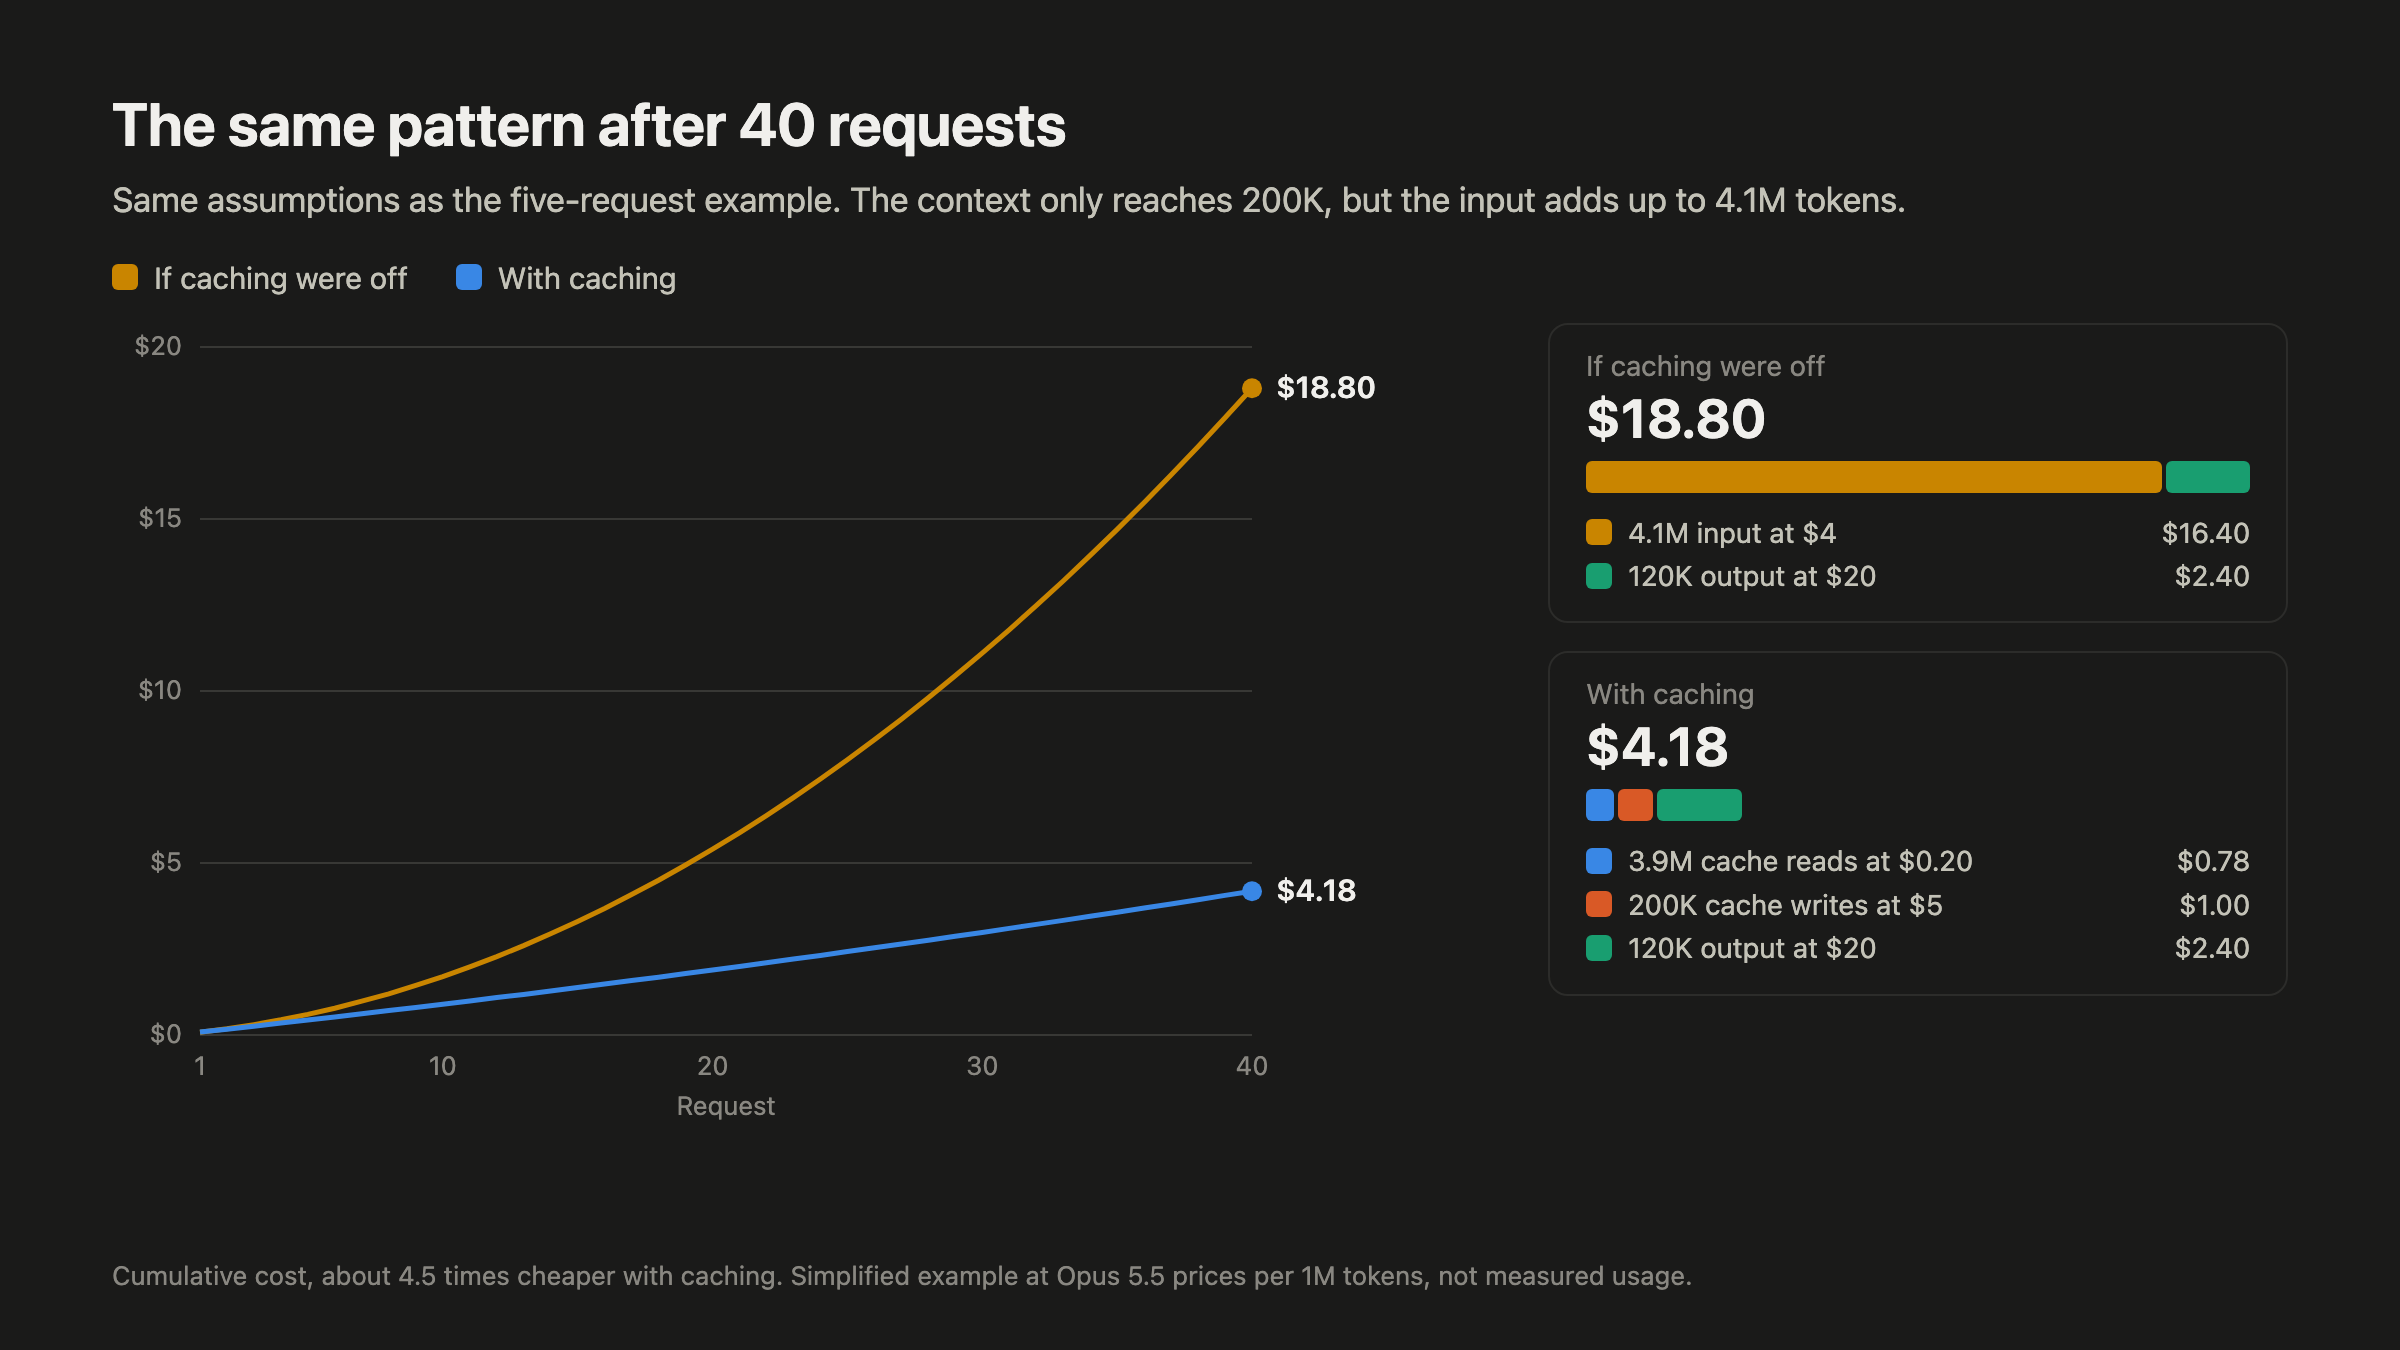 The same pattern after 40 requests
Same assumptions as the five-request example. The context only reaches 200K, but the input adds up to 4.1M tokens.
If caching were off
With caching
$20
$15
$10
$5
$0
1
10
20
30
40
Request
$18.80
$4.18
If caching were off
$18.80
4.1M input at $4 $16.40
120K output at $20 $2.40
With caching
$4.18
3.9M cache reads at $0.20 $0.78
200K cache writes at $5 $1.00
120K output at $20 $2.40
Cumulative cost, about 4.5 times cheaper with caching. Simplified example at Opus 5.5 prices per 1M tokens, not measured usage.